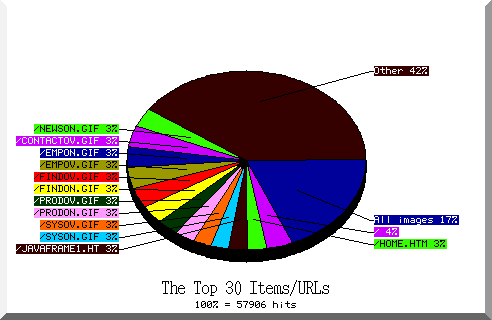 Other 42%
/NEWSON.GIF 3%
/CONTACTOV.GIF 3%
/EMPON.GIF 3%
/EMPOV.GIF 3%
/FINDOV.GIF 3%
/FINDON.GIF 3%
/PRODOV.GIF 3%
/PRODON.GIF 3%
/SYSOV.GIF 3%
/SYSON.GIF 3%
/JAVAFRAME1.HT 3%
All images 17%
/ 4%
/HOME.HTM 3%
The Top 30 Items/URLs
100% = 57906 hits